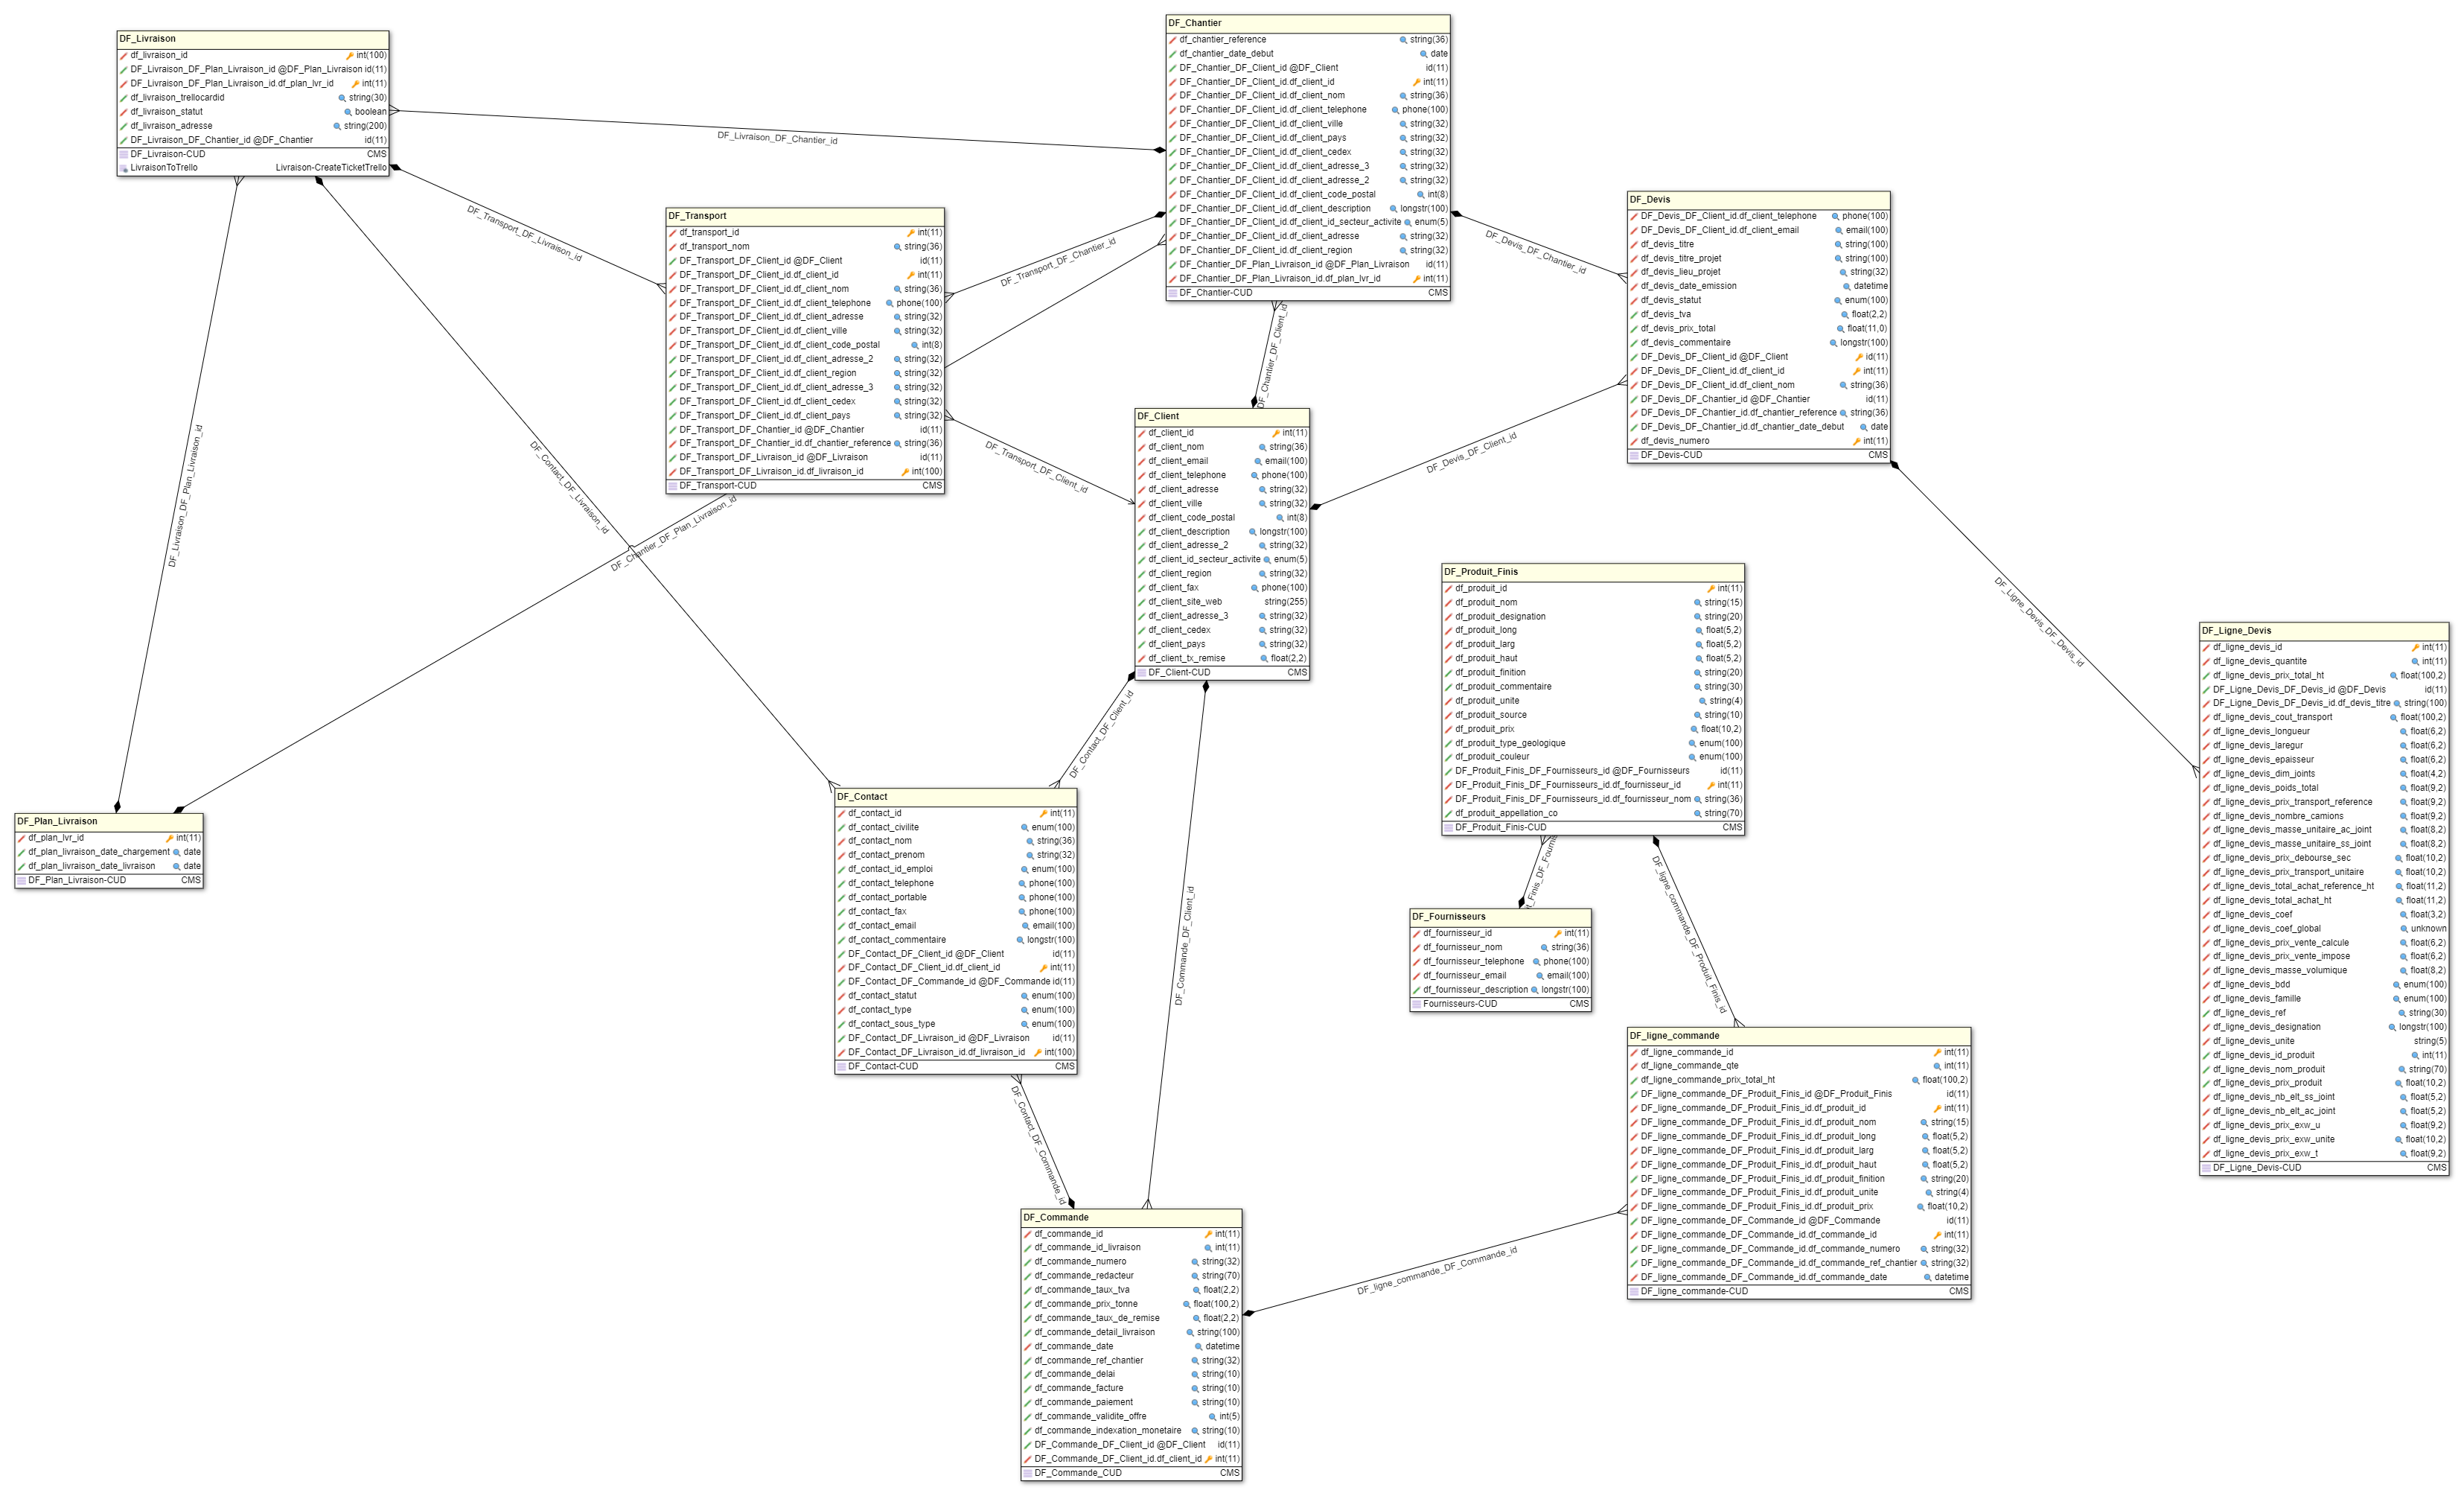 DF_Livraison
df_livraison_id int(100)
DF_Livraison_DF_Plan_Livraison_id @DF_Plan_Livraison id(11)
DF_Livraison_DF_Plan_Livraison_id.df_plan_lvr_id int(11)
df_livraison_trellocardid string(30)
df_livraison_statut boolean
df_livraison_adresse string(200)
DF_Livraison_DF_Chantier_id @DF_Chantier id(11)
DF_Livraison-CUD CMS
LivraisonToTrello Livraison-CreateTicketTrello
DF_Chantier
df_chantier_reference string(36)
df_chantier_date_debut date
DF_Chantier_DF_Client_id @DF_Client id(11)
DF_Chantier_DF_Client_id.df_client_id int(11)
DF_Chantier_DF_Client_id.df_client_nom string(36)
DF_Chantier_DF_Client_id.df_client_telephone phone(100)
DF_Chantier_DF_Client_id.df_client_ville string(32)
DF_Chantier_DF_Client_id.df_client_pays string(32)
DF_Chantier_DF_Client_id.df_client_cedex string(32)
DF_Chantier_DF_Client_id.df_client_adresse_3 string(32)
DF_Chantier_DF_Client_id.df_client_adresse_2 string(32)
DF_Chantier_DF_Client_id.df_client_code_postal int(8)
DF_Chantier_DF_Client_id.df_client_description longstr(100)
DF_Chantier_DF_Client_id.df_client_id_secteur_activite enum(5)
DF_Chantier_DF_Client_id.df_client_adresse string(32)
DF_Chantier_DF_Client_id.df_client_region string(32)
DF_Chantier_DF_Plan_Livraison_id @DF_Plan_Livraison id(11)
DF_Chantier_DF_Plan_Livraison_id.df_plan_lvr_id int(11)
DF_Chantier-CUD CMS
DF_Livraison_DF_Chantier_id
DF_Transport_DF_Livraison_id
DF_Transport_DF_Chantier_id
DF_Devis_DF_Chantier_id
DF_Transport
df_transport_id int(11)
df_transport_nom string(36)
DF_Transport_DF_Client_id @DF_Client id(11)
DF_Transport_DF_Client_id.df_client_id int(11)
DF_Transport_DF_Client_id.df_client_nom string(36)
DF_Transport_DF_Client_id.df_client_telephone phone(100)
DF_Transport_DF_Client_id.df_client_adresse string(32)
DF_Transport_DF_Client_id.df_client_ville string(32)
DF_Transport_DF_Client_id.df_client_code_postal int(8)
DF_Transport_DF_Client_id.df_client_adresse_2 string(32)
DF_Transport_DF_Client_id.df_client_region string(32)
DF_Transport_DF_Client_id.df_client_adresse_3 string(32)
DF_Transport_DF_Client_id.df_client_cedex string(32)
DF_Transport_DF_Client_id.df_client_pays string(32)
DF_Transport_DF_Chantier_id @DF_Chantier id(11)
DF_Transport_DF_Chantier_id.df_chantier_reference string(36)
DF_Transport_DF_Livraison_id @DF_Livraison id(11)
DF_Transport_DF_Livraison_id.df_livraison_id int(100)
DF_Transport-CUD CMS
DF_Devis
DF_Devis_DF_Client_id.df_client_telephone phone(100)
DF_Devis_DF_Client_id.df_client_email email(100)
df_devis_titre string(100)
df_devis_titre_projet string(100)
df_devis_lieu_projet string(32)
df_devis_date_emission datetime
df_devis_statut enum(100)
df_devis_tva float(2,2)
df_devis_prix_total float(11,0)
df_devis_commentaire longstr(100)
DF_Devis_DF_Client_id @DF_Client id(11)
DF_Devis_DF_Client_id.df_client_id int(11)
DF_Devis_DF_Client_id.df_client_nom string(36)
DF_Devis_DF_Chantier_id @DF_Chantier id(11)
DF_Devis_DF_Chantier_id.df_chantier_reference string(36)
DF_Devis_DF_Chantier_id.df_chantier_date_debut date
df_devis_numero int(11)
DF_Devis-CUD CMS
DF_Chantier_DF_Client_id
DF_Transport_DF_Client_id
DF_Devis_DF_Client_id
DF_Livraison_DF_Plan_Livraison_id
DF_Contact_DF_Livraison_id
DF_Chantier_DF_Plan_Livraison_id
DF_Ligne_Devis_DF_Devis_id
DF_Client
df_client_id int(11)
df_client_nom string(36)
df_client_email email(100)
df_client_telephone phone(100)
df_client_adresse string(32)
df_client_ville string(32)
df_client_code_postal int(8)
df_client_description longstr(100)
df_client_adresse_2 string(32)
df_client_id_secteur_activite enum(5)
df_client_region string(32)
df_client_fax phone(100)
df_client_site_web string(255)
df_client_adresse_3 string(32)
df_client_cedex string(32)
df_client_pays string(32)
df_client_tx_remise float(2,2)
DF_Client-CUD CMS
DF_Produit_Finis
df_produit_id int(11)
df_produit_nom string(15)
df_produit_designation string(20)
df_produit_long float(5,2)
df_produit_larg float(5,2)
df_produit_haut float(5,2)
df_produit_finition string(20)
df_produit_commentaire string(30)
df_produit_unite string(4)
df_produit_source string(10)
df_produit_prix float(10,2)
df_produit_type_geologique enum(100)
df_produit_couleur enum(100)
DF_Produit_Finis_DF_Fournisseurs_id @DF_Fournisseurs id(11)
DF_Produit_Finis_DF_Fournisseurs_id.df_fournisseur_id int(11)
DF_Produit_Finis_DF_Fournisseurs_id.df_fournisseur_nom string(36)
df_produit_appellation_co string(70)
DF_Produit_Finis-CUD CMS
DF_Ligne_Devis
df_ligne_devis_id int(11)
df_ligne_devis_quantite int(11)
df_ligne_devis_prix_total_ht float(100,2)
DF_Ligne_Devis_DF_Devis_id @DF_Devis id(11)
DF_Ligne_Devis_DF_Devis_id.df_devis_titre string(100)
df_ligne_devis_cout_transport float(100,2)
df_ligne_devis_longueur float(6,2)
df_ligne_devis_laregur float(6,2)
df_ligne_devis_epaisseur float(6,2)
df_ligne_devis_dim_joints float(4,2)
df_ligne_devis_poids_total float(9,2)
df_ligne_devis_prix_transport_reference float(9,2)
df_ligne_devis_nombre_camions float(9,2)
df_ligne_devis_masse_unitaire_ac_joint float(8,2)
df_ligne_devis_masse_unitaire_ss_joint float(8,2)
df_ligne_devis_prix_debourse_sec float(10,2)
df_ligne_devis_prix_transport_unitaire float(10,2)
df_ligne_devis_total_achat_reference_ht float(11,2)
df_ligne_devis_total_achat_ht float(11,2)
df_ligne_devis_coef float(3,2)
df_ligne_devis_coef_global unknown
df_ligne_devis_prix_vente_calcule float(6,2)
df_ligne_devis_prix_vente_impose float(6,2)
df_ligne_devis_masse_volumique float(8,2)
df_ligne_devis_bdd enum(100)
df_ligne_devis_famille enum(100)
df_ligne_devis_ref string(30)
df_ligne_devis_designation longstr(100)
df_ligne_devis_unite string(5)
df_ligne_devis_id_produit int(11)
df_ligne_devis_nom_produit string(70)
df_ligne_devis_prix_produit float(10,2)
df_ligne_devis_nb_elt_ss_joint float(5,2)
df_ligne_devis_nb_elt_ac_joint float(5,2)
df_ligne_devis_prix_exw_u float(9,2)
df_ligne_devis_prix_exw_unite float(10,2)
df_ligne_devis_prix_exw_t float(9,2)
DF_Ligne_Devis-CUD CMS
DF_Plan_Livraison
df_plan_lvr_id int(11)
df_plan_livraison_date_chargement date
df_plan_livraison_date_livraison date
DF_Plan_Livraison-CUD CMS
DF_Contact_DF_Client_id
DF_Contact
df_contact_id int(11)
df_contact_civilite enum(100)
df_contact_nom string(36)
df_contact_prenom string(32)
df_contact_id_emploi enum(100)
df_contact_telephone phone(100)
df_contact_portable phone(100)
df_contact_fax phone(100)
df_contact_email email(100)
df_contact_commentaire longstr(100)
DF_Contact_DF_Client_id @DF_Client id(11)
DF_Contact_DF_Client_id.df_client_id int(11)
DF_Contact_DF_Commande_id @DF_Commande id(11)
df_contact_statut enum(100)
df_contact_type enum(100)
df_contact_sous_type enum(100)
DF_Contact_DF_Livraison_id @DF_Livraison id(11)
DF_Contact_DF_Livraison_id.df_livraison_id int(100)
DF_Contact-CUD CMS
DF_Commande_DF_Client_id
t_Finis_DF_Fourni
DF_ligne_commande_DF_Produit_Finis_id
DF_Fournisseurs
df_fournisseur_id int(11)
df_fournisseur_nom string(36)
df_fournisseur_telephone phone(100)
df_fournisseur_email email(100)
df_fournisseur_description longstr(100)
Fournisseurs-CUD CMS
DF_ligne_commande
df_ligne_commande_id int(11)
df_ligne_commande_qte int(11)
df_ligne_commande_prix_total_ht float(100,2)
DF_ligne_commande_DF_Produit_Finis_id @DF_Produit_Finis id(11)
DF_ligne_commande_DF_Produit_Finis_id.df_produit_id int(11)
DF_ligne_commande_DF_Produit_Finis_id.df_produit_nom string(15)
DF_ligne_commande_DF_Produit_Finis_id.df_produit_long float(5,2)
DF_ligne_commande_DF_Produit_Finis_id.df_produit_larg float(5,2)
DF_ligne_commande_DF_Produit_Finis_id.df_produit_haut float(5,2)
DF_ligne_commande_DF_Produit_Finis_id.df_produit_finition string(20)
DF_ligne_commande_DF_Produit_Finis_id.df_produit_unite string(4)
DF_ligne_commande_DF_Produit_Finis_id.df_produit_prix float(10,2)
DF_ligne_commande_DF_Commande_id @DF_Commande id(11)
DF_ligne_commande_DF_Commande_id.df_commande_id int(11)
DF_ligne_commande_DF_Commande_id.df_commande_numero string(32)
DF_ligne_commande_DF_Commande_id.df_commande_ref_chantier string(32)
DF_ligne_commande_DF_Commande_id.df_commande_date datetime
DF_ligne_commande-CUD CMS
DF_Contact_DF_Commande_id
DF_ligne_commande_DF_Commande_id
DF_Commande
df_commande_id int(11)
df_commande_id_livraison int(11)
df_commande_numero string(32)
df_commande_redacteur string(70)
df_commande_taux_tva float(2,2)
df_commande_prix_tonne float(100,2)
df_commande_taux_de_remise float(2,2)
df_commande_detail_livraison string(100)
df_commande_date datetime
df_commande_ref_chantier string(32)
df_commande_delai string(10)
df_commande_facture string(10)
df_commande_paiement string(10)
df_commande_validite_offre int(5)
df_commande_indexation_monetaire string(10)
DF_Commande_DF_Client_id @DF_Client id(11)
DF_Commande_DF_Client_id.df_client_id int(11)
DF_Commande_CUD CMS